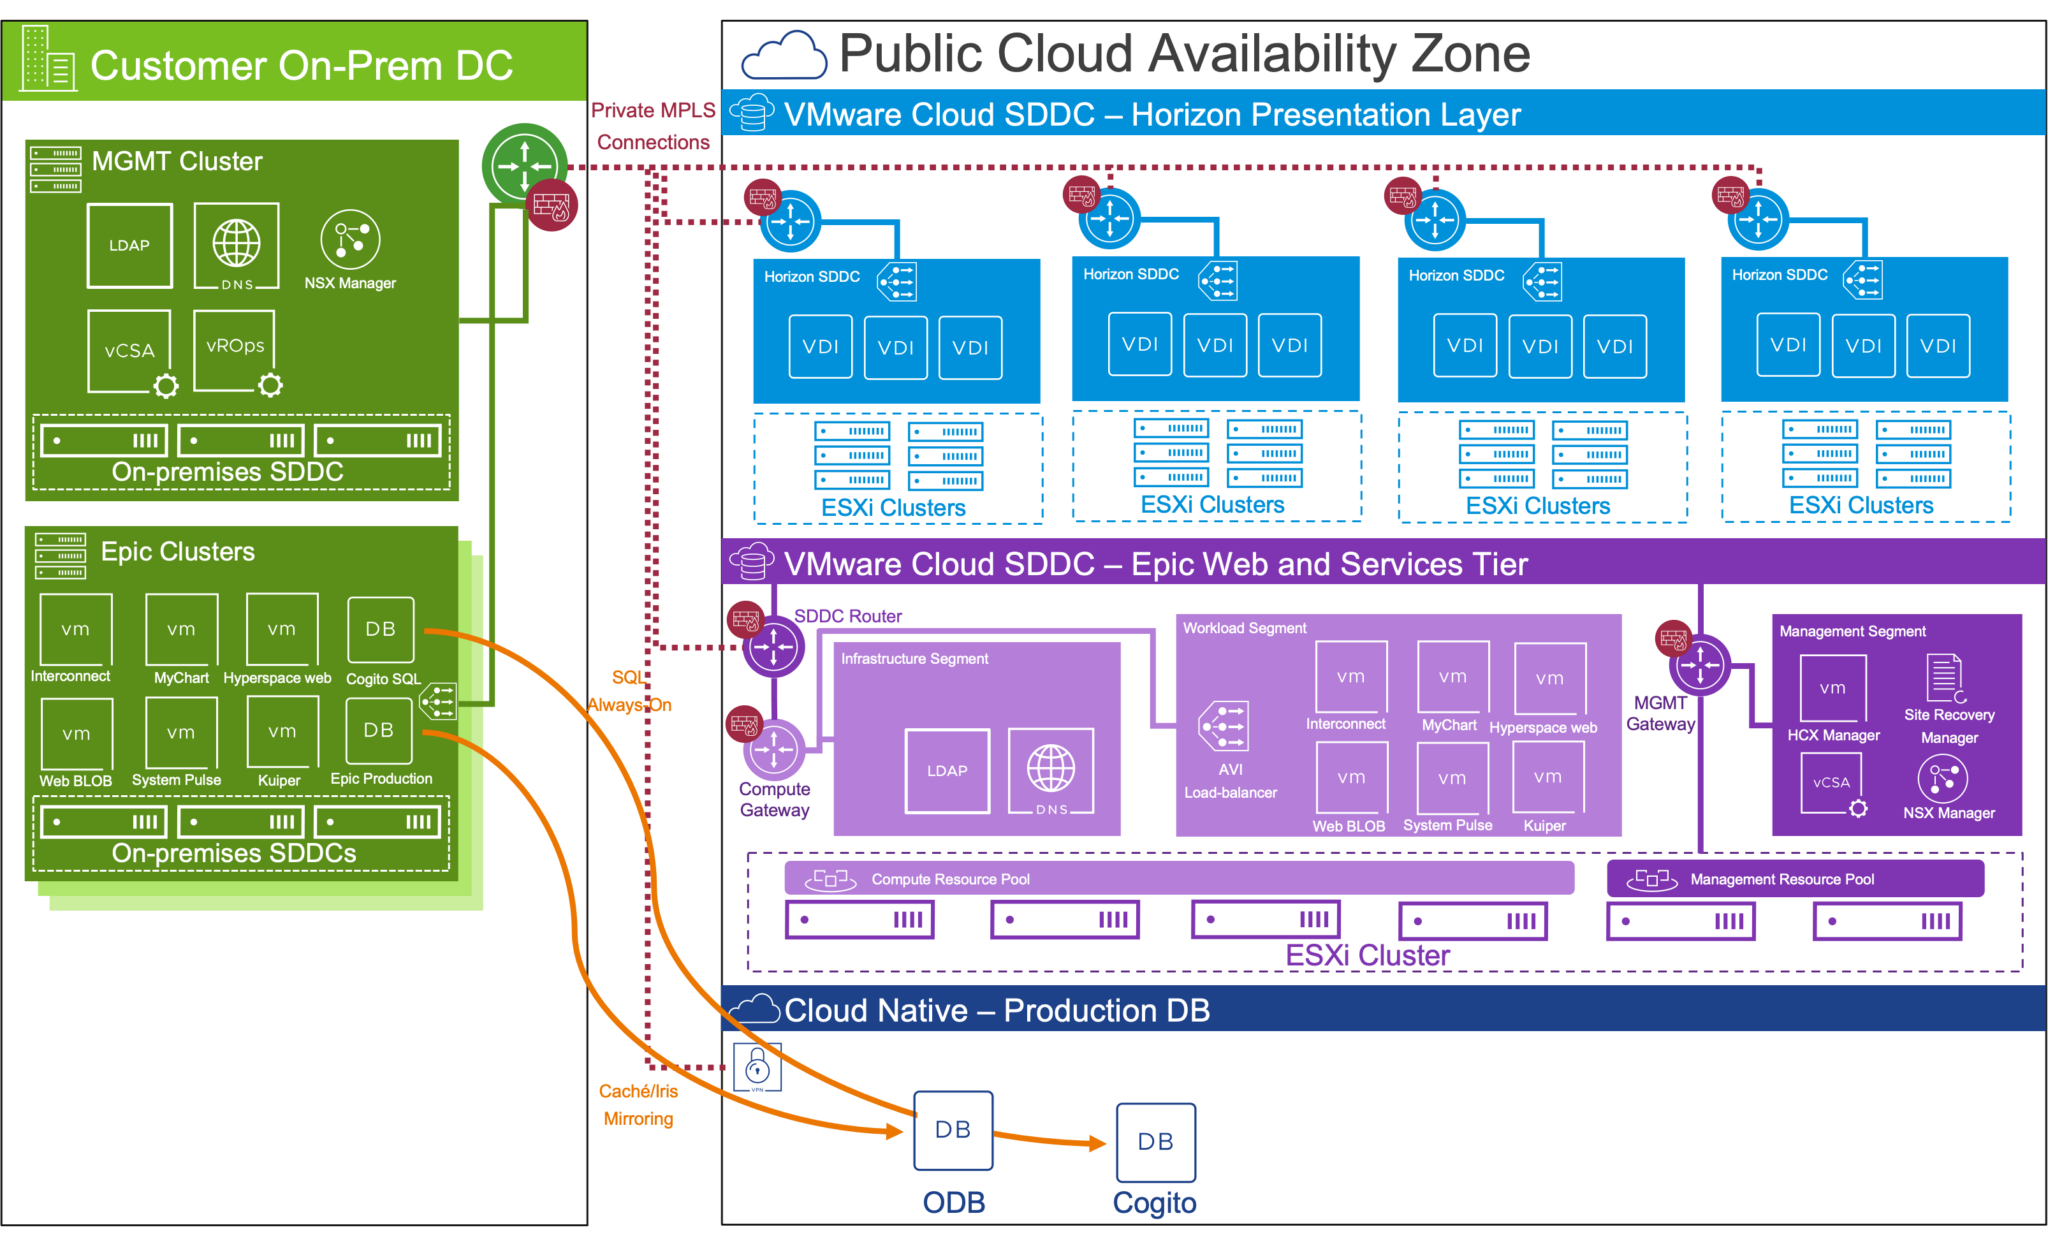 Customer On-Prem DC
MGMT Cluster
LDAP
DNS
NSX Manager
vCSA
vROps
On-premises SDDC
Epic Clusters
vm
vm
vm
DB
Interconnect
MyChart
Hyperspace web
Cogito SQL
vm
vm
vm
DB
Web BLOB
System Pulse
Kuiper
Epic Production
On-premises SDDCs
Private MPLS
Connections
SQL
Always-On
Caché/Iris
Mirroring
Public Cloud Availability Zone
VMware Cloud SDDC – Horizon Presentation Layer
Horizon SDDC
VDI
VDI
VDI
ESXi Clusters
Horizon SDDC
VDI
VDI
VDI
ESXi Clusters
Horizon SDDC
VDI
VDI
VDI
ESXi Clusters
Horizon SDDC
VDI
VDI
VDI
ESXi Clusters
VMware Cloud SDDC – Epic Web and Services Tier
SDDC Router
Compute
Gateway
Infrastructure Segment
LDAP
DNS
Workload Segment
AVI
Load-balancer
vm
vm
vm
Interconnect
MyChart
Hyperspace web
vm
vm
vm
Web BLOB
System Pulse
Kuiper
MGMT
Gateway
Management Segment
vm
HCX Manager
Site Recovery
Manager
vCSA
NSX Manager
Compute Resource Pool
Management Resource Pool
ESXi Cluster
Cloud Native – Production DB
VPN
DB
ODB
DB
Cogito